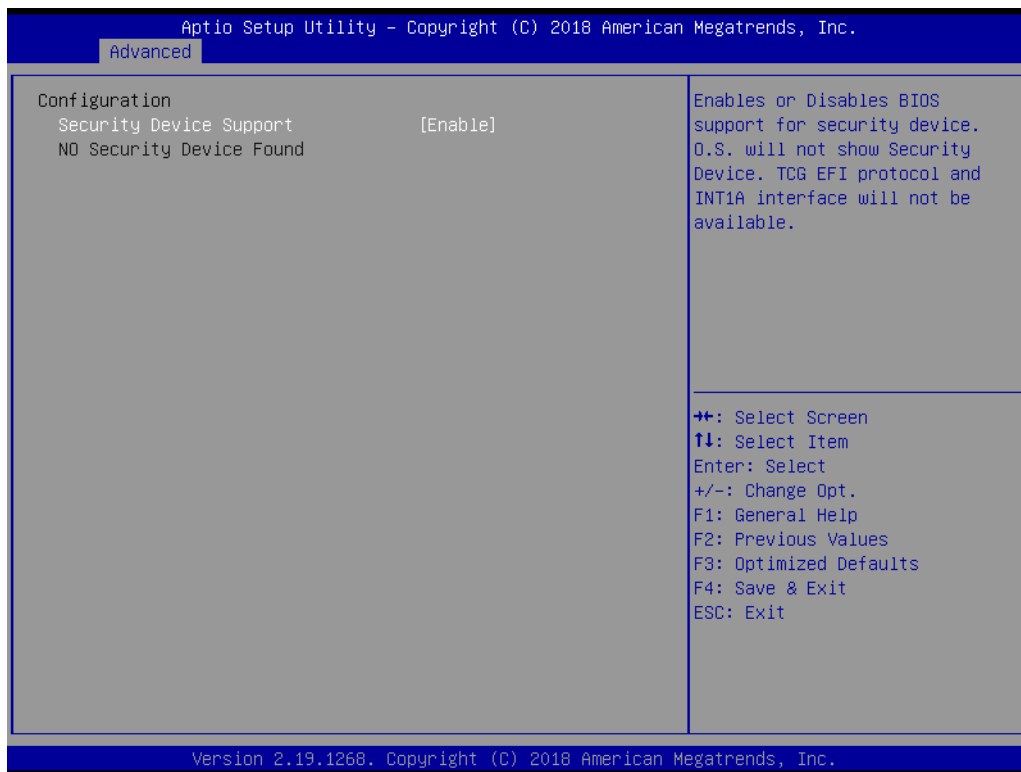 Aptio Setup Utility – Copyright (C) 2018 American Megatrends, Inc.
Advanced
Configuration
Security Device Support [Enable]
NO Security Device Found
Enables or Disables BIOS
support for security device.
O.S. will not show Security
Device. TCG EFI protocol and
INT1A interface will not be
available.
→←: Select Screen
↑↓: Select Item
Enter: Select
+/-: Change Opt.
F1: General Help
F2: Previous Values
F3: Optimized Defaults
F4: Save & Exit
ESC: Exit
Version 2.19.1268. Copyright (C) 2018 American Megatrends, Inc.